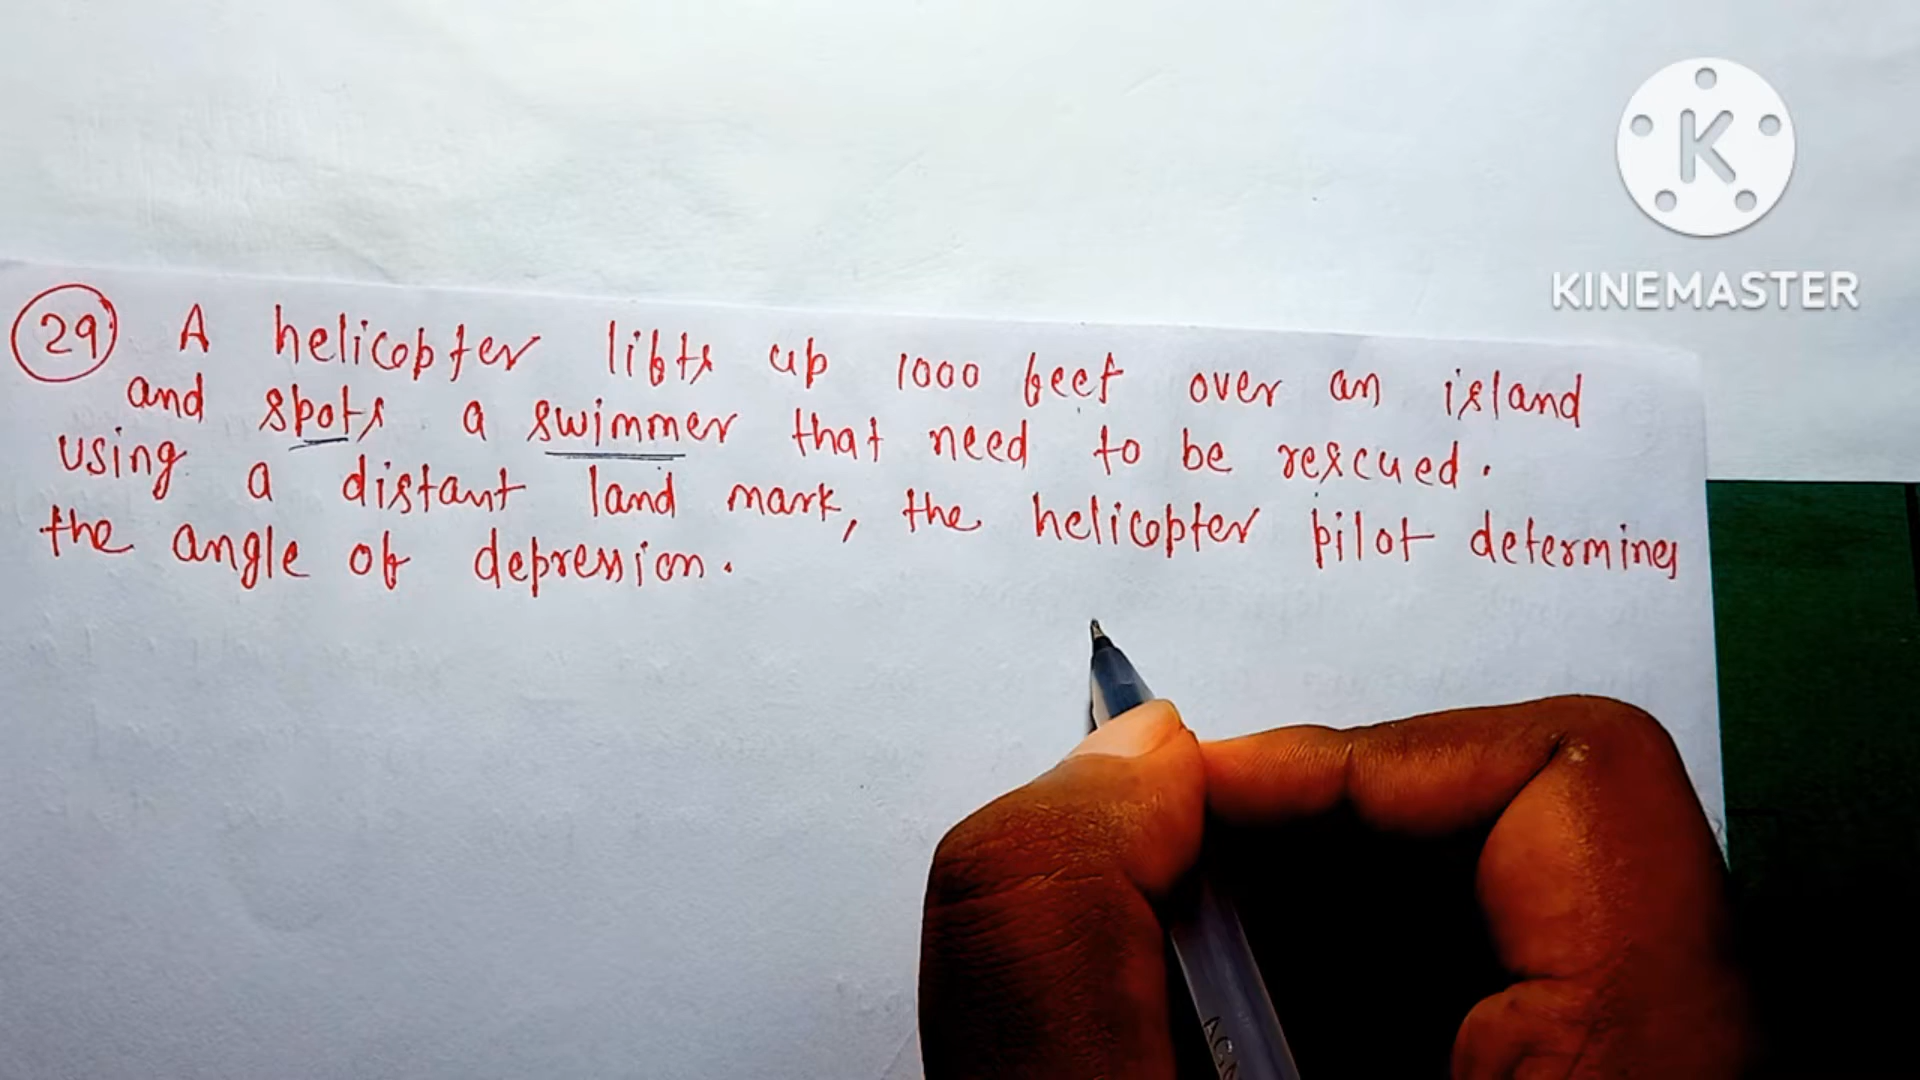 KINEMASTER
29 A helicopter lifts up 1000 feet over an island
and spots a swimmer that need to be rescued.
using a distant land mark, the helicopter pilot determines
the angle of depression.